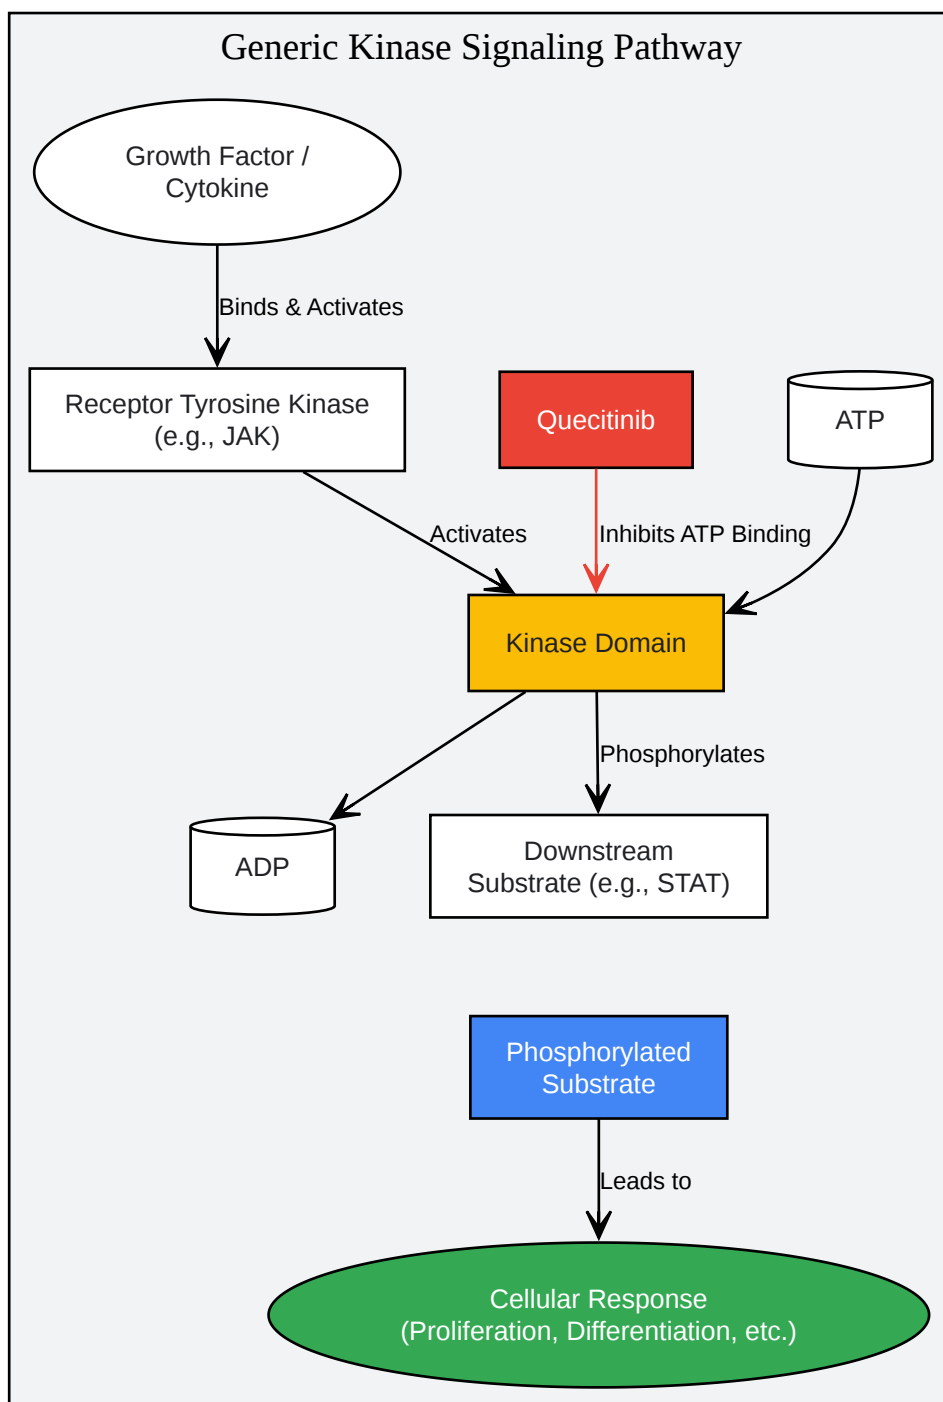 Generic Kinase Signaling Pathway
Growth Factor /
Cytokine
Binds & Activates
Receptor Tyrosine Kinase
(e.g., JAK)
Quecitinib
ATP
Activates
Inhibits ATP Binding
Kinase Domain
Phosphorylates
ADP
Downstream
Substrate (e.g., STAT)
Phosphorylated
Substrate
Leads to
Cellular Response
(Proliferation, Differentiation, etc.)